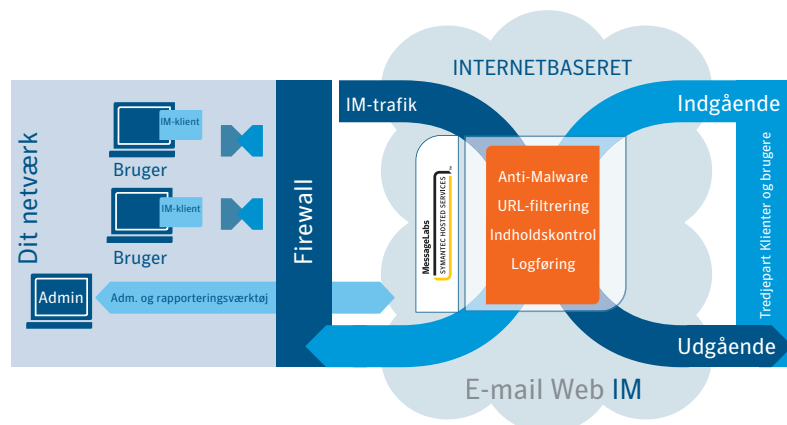 INTERNETBASERET
Dit netværk
IM-klient
Bruger
IM-klient
Bruger
Admin
Adm. og rapporteringsværktøj
Firewall
IM-trafik
MessageLabs™
SYMANTEC HOSTED SERVICES
Anti-Malware
URL-filtrering
Indholdskontrol
Logføring
Indgående
Tredjepart Klienter og brugere
Udgående
E-mail Web IM